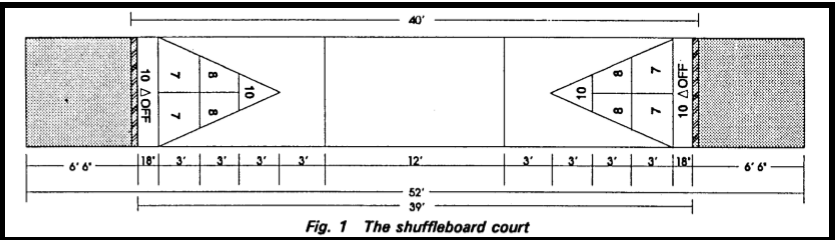 40'
10 △ OFF 7 8 10 10 8 7 10 △ OFF
7 8 8 7
6' 6" 18" 3' 3' 3' 3' 12' 3' 3' 3' 3' 18" 6' 6"
52'
39'
Fig. 1 The shuffleboard court